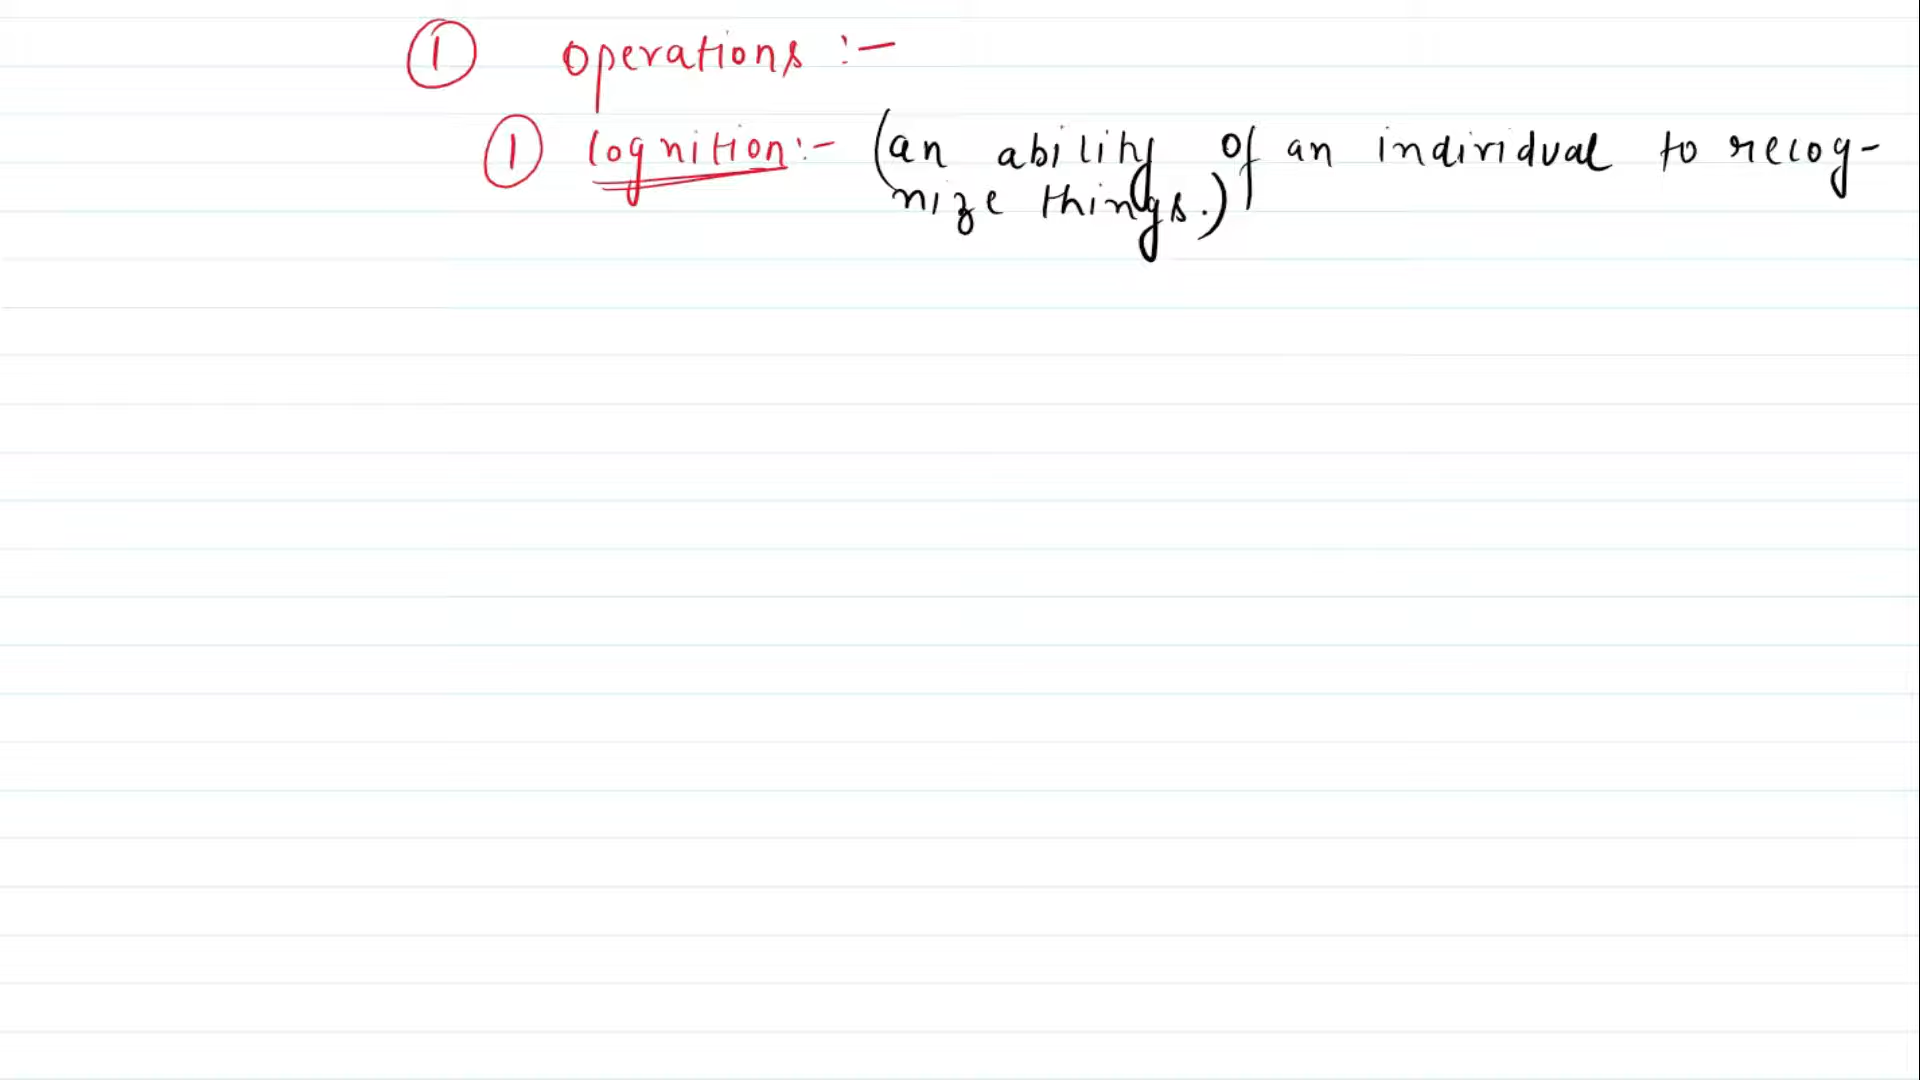 ① operations :-
① Cognition :- (an ability of an individual to recog-
nize things.)